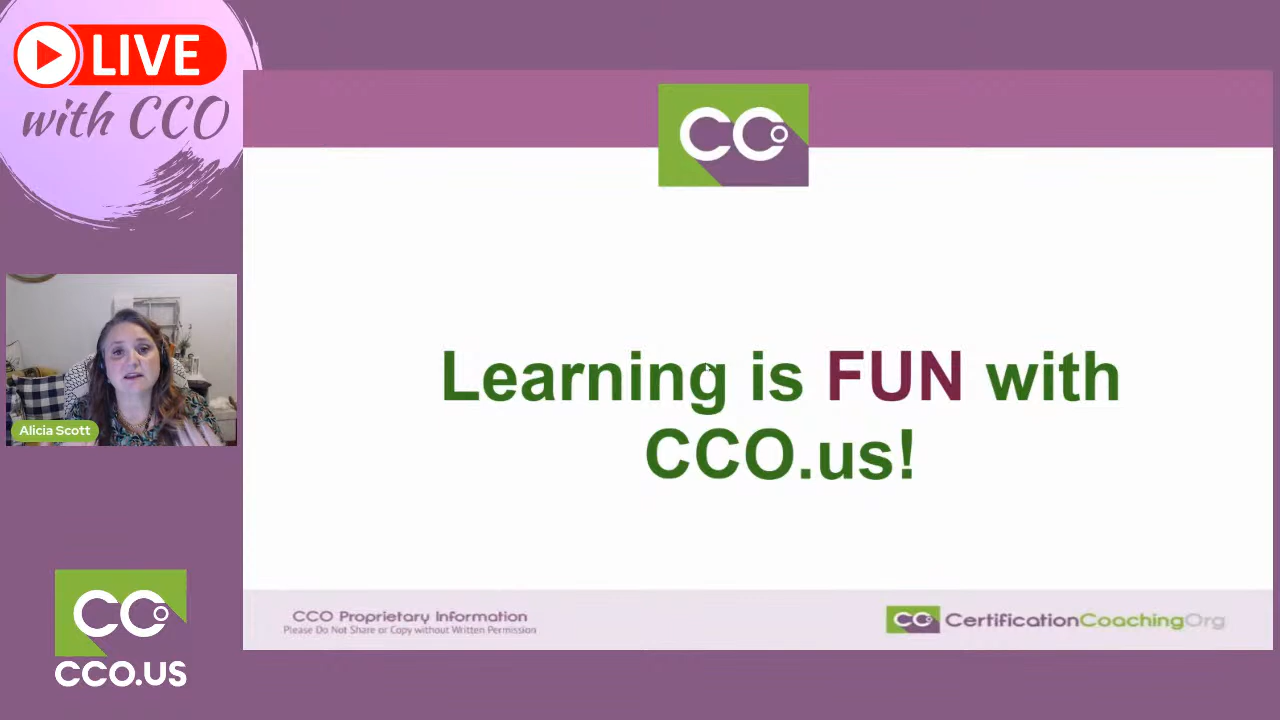 LIVE
with CCO
CCO
Learning is FUN with
CCO.us!
Alicia Scott
CCO
CCO.US
CCO Proprietary Information
Please Do Not Share or Copy without Written Permission
CCO CertificationCoachingOrg